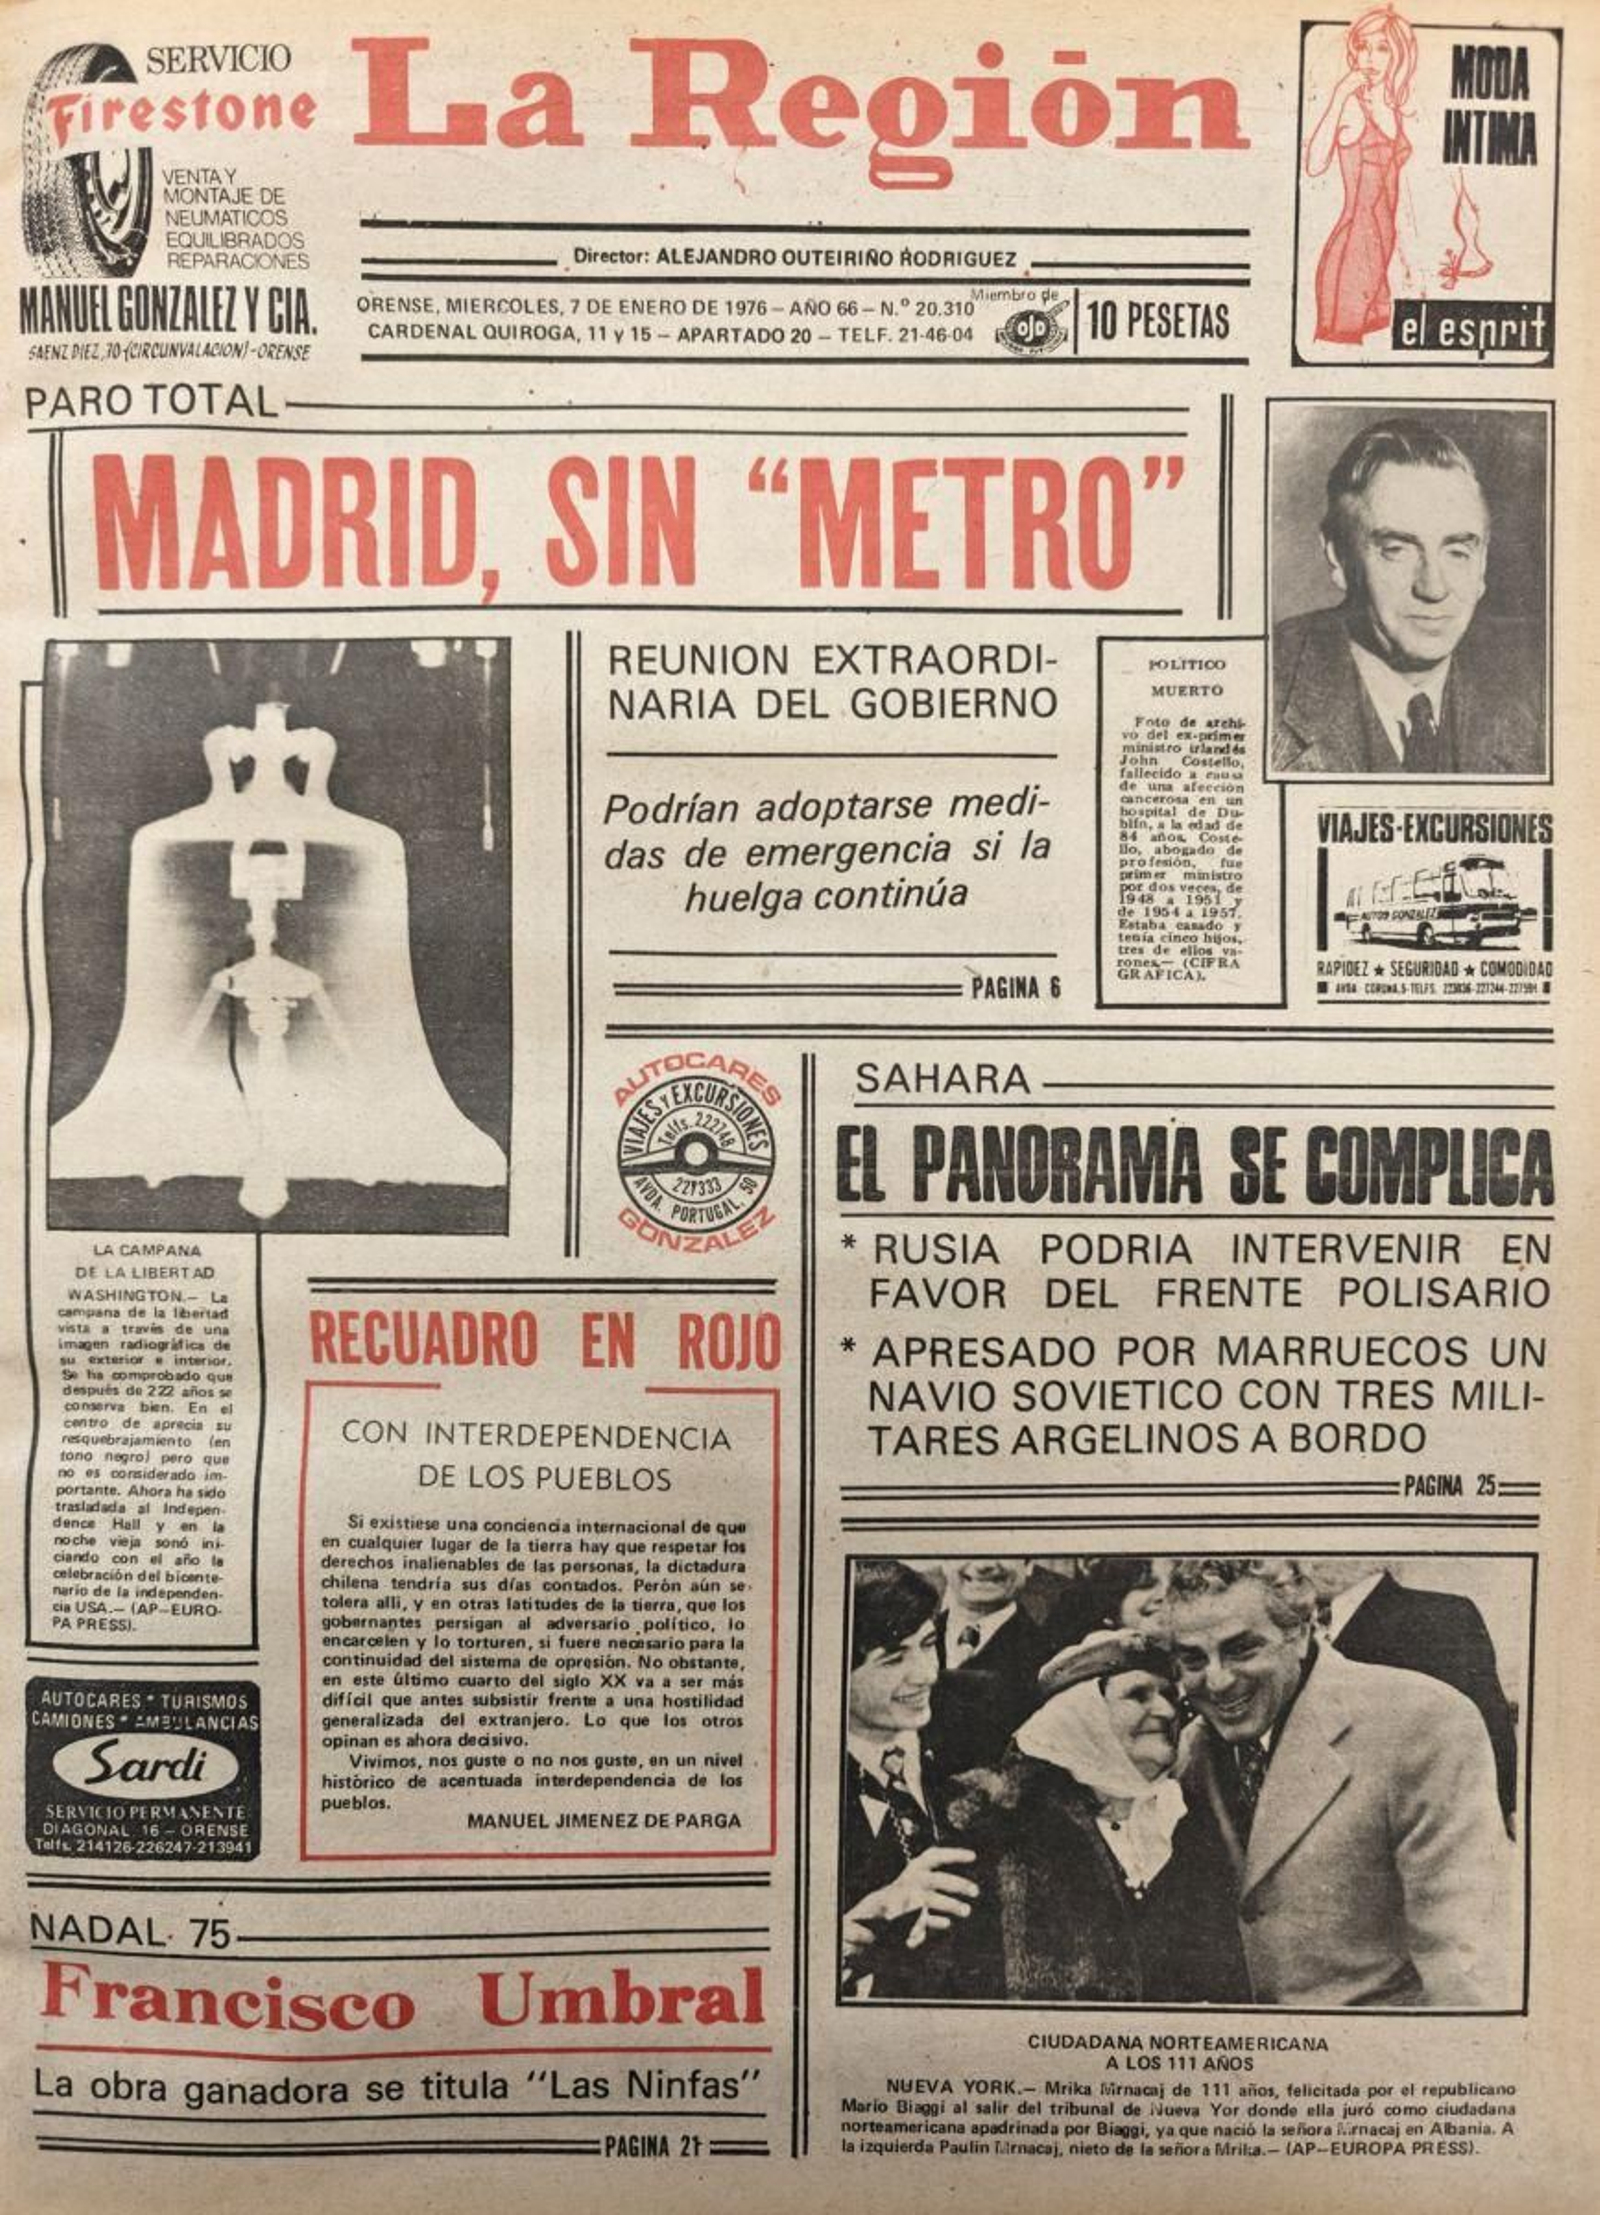 SERVICIO
Firestone
VENTA Y
MONTAJE DE
NEUMATICOS
EQUILIBRADOS
REPARACIONES
MANUEL GONZALEZ Y CIA.
SAENZ DIEZ, 70-(CIRCUNVALACION)-ORENSE
La Región
Director: ALEJANDRO OUTEIRIÑO RODRIGUEZ
ORENSE, MIERCOLES, 7 DE ENERO DE 1976 — AÑO 66 — N.º 20.310
CARDENAL QUIROGA, 11 y 15 — APARTADO 20 — TELF. 21-46-04
Miembro de
ojd
10 PESETAS
MODA
INTIMA
el esprit
PARO TOTAL
MADRID, SIN "METRO"
REUNION EXTRAORDI-
NARIA DEL GOBIERNO
Podrían adoptarse medi-
das de emergencia si la
huelga continúa
PAGINA 6
POLITICO
MUERTO
Foto de archi-
vo del ex-primer
ministro irlandés
John Costello,
fallecido a causa
de una afección
cancerosa en un
hospital de Du-
blín, a la edad de
84 años. Coste-
llo, abogado de
profesión, fue
primer ministro
por dos veces, de
1948 a 1951 y
de 1954 a 1957.
Estaba casado y
tenía cinco hijos,
tres de ellos va-
rones.— (CIFRA
GRAFICA).
VIAJES-EXCURSIONES
AUTOS GONZALEZ
RAPIDEZ ★ SEGURIDAD ★ COMODIDAD
AVDA. CORUÑA, 5-TELFS. 223836-227244-227591
LA CAMPANA
DE LA LIBERTAD
WASHINGTON.— La
campana de la libertad
vista a través de una
imagen radiográfica de
su exterior e interior.
Se ha comprobado que
después de 222 años se
conserva bien. En el
centro de aprecia su
resquebrajamiento (en
tono negro) pero que
no es considerado im-
portante. Ahora ha sido
trasladada al Indepen-
dence Hall y en la
noche vieja sonó ini-
ciando con el año la
celebración del bicente-
nario de la independen-
cia USA.— (AP—EURO-
PA PRESS).
AUTOCARES
VIAJES Y EXCURSIONES
Telfs. 222748
227333
AVDA. PORTUGAL, 50
GONZALEZ
SAHARA
EL PANORAMA SE COMPLICA
* RUSIA PODRIA INTERVENIR EN
FAVOR DEL FRENTE POLISARIO
* APRESADO POR MARRUECOS UN
NAVIO SOVIETICO CON TRES MILI-
TARES ARGELINOS A BORDO
PAGINA 25
RECUADRO EN ROJO
CON INTERDEPENDENCIA
DE LOS PUEBLOS
Si existiese una conciencia internacional de que
en cualquier lugar de la tierra hay que respetar los
derechos inalienables de las personas, la dictadura
chilena tendría sus días contados. Perón aún se
tolera alli, y en otras latitudes de la tierra, que los
gobernantes persigan al adversario político, lo
encarcelen y lo torturen, si fuere necesario para la
continuidad del sistema de opresión. No obstante,
en este último cuarto del siglo XX va a ser más
difícil que antes subsistir frente a una hostilidad
generalizada del extranjero. Lo que los otros
opinan es ahora decisivo.
Vivimos, nos guste o no nos guste, en un nivel
histórico de acentuada interdependencia de los
pueblos.
MANUEL JIMENEZ DE PARGA
AUTOCARES * TURISMOS
CAMIONES * AMBULANCIAS
Sardi
SERVICIO PERMANENTE
DIAGONAL, 16 — ORENSE
Telfs. 214126-226247-213941
NADAL 75
Francisco Umbral
La obra ganadora se titula "Las Ninfas"
PAGINA 21
CIUDADANA NORTEAMERICANA
A LOS 111 AÑOS
NUEVA YORK.— Mrika Mrnacaj de 111 años, felicitada por el republicano
Mario Biaggi al salir del tribunal de Nueva Yor donde ella juró como ciudadana
norteamericana apadrinada por Biaggi, ya que nació la señora Mrnacaj en Albania. A
la izquierda Paulin Mrnacaj, nieto de la señora Mrika.— (AP—EUROPA PRESS).